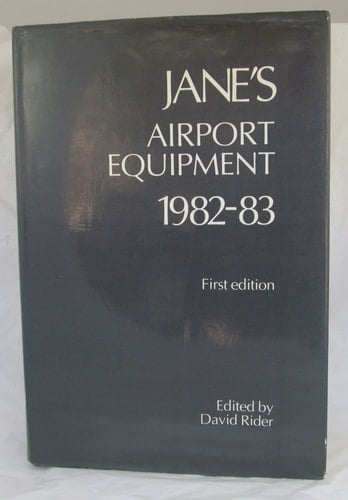 JANE'S
AIRPORT
EQUIPMENT
1982-83
First edition
Edited by
David Rider